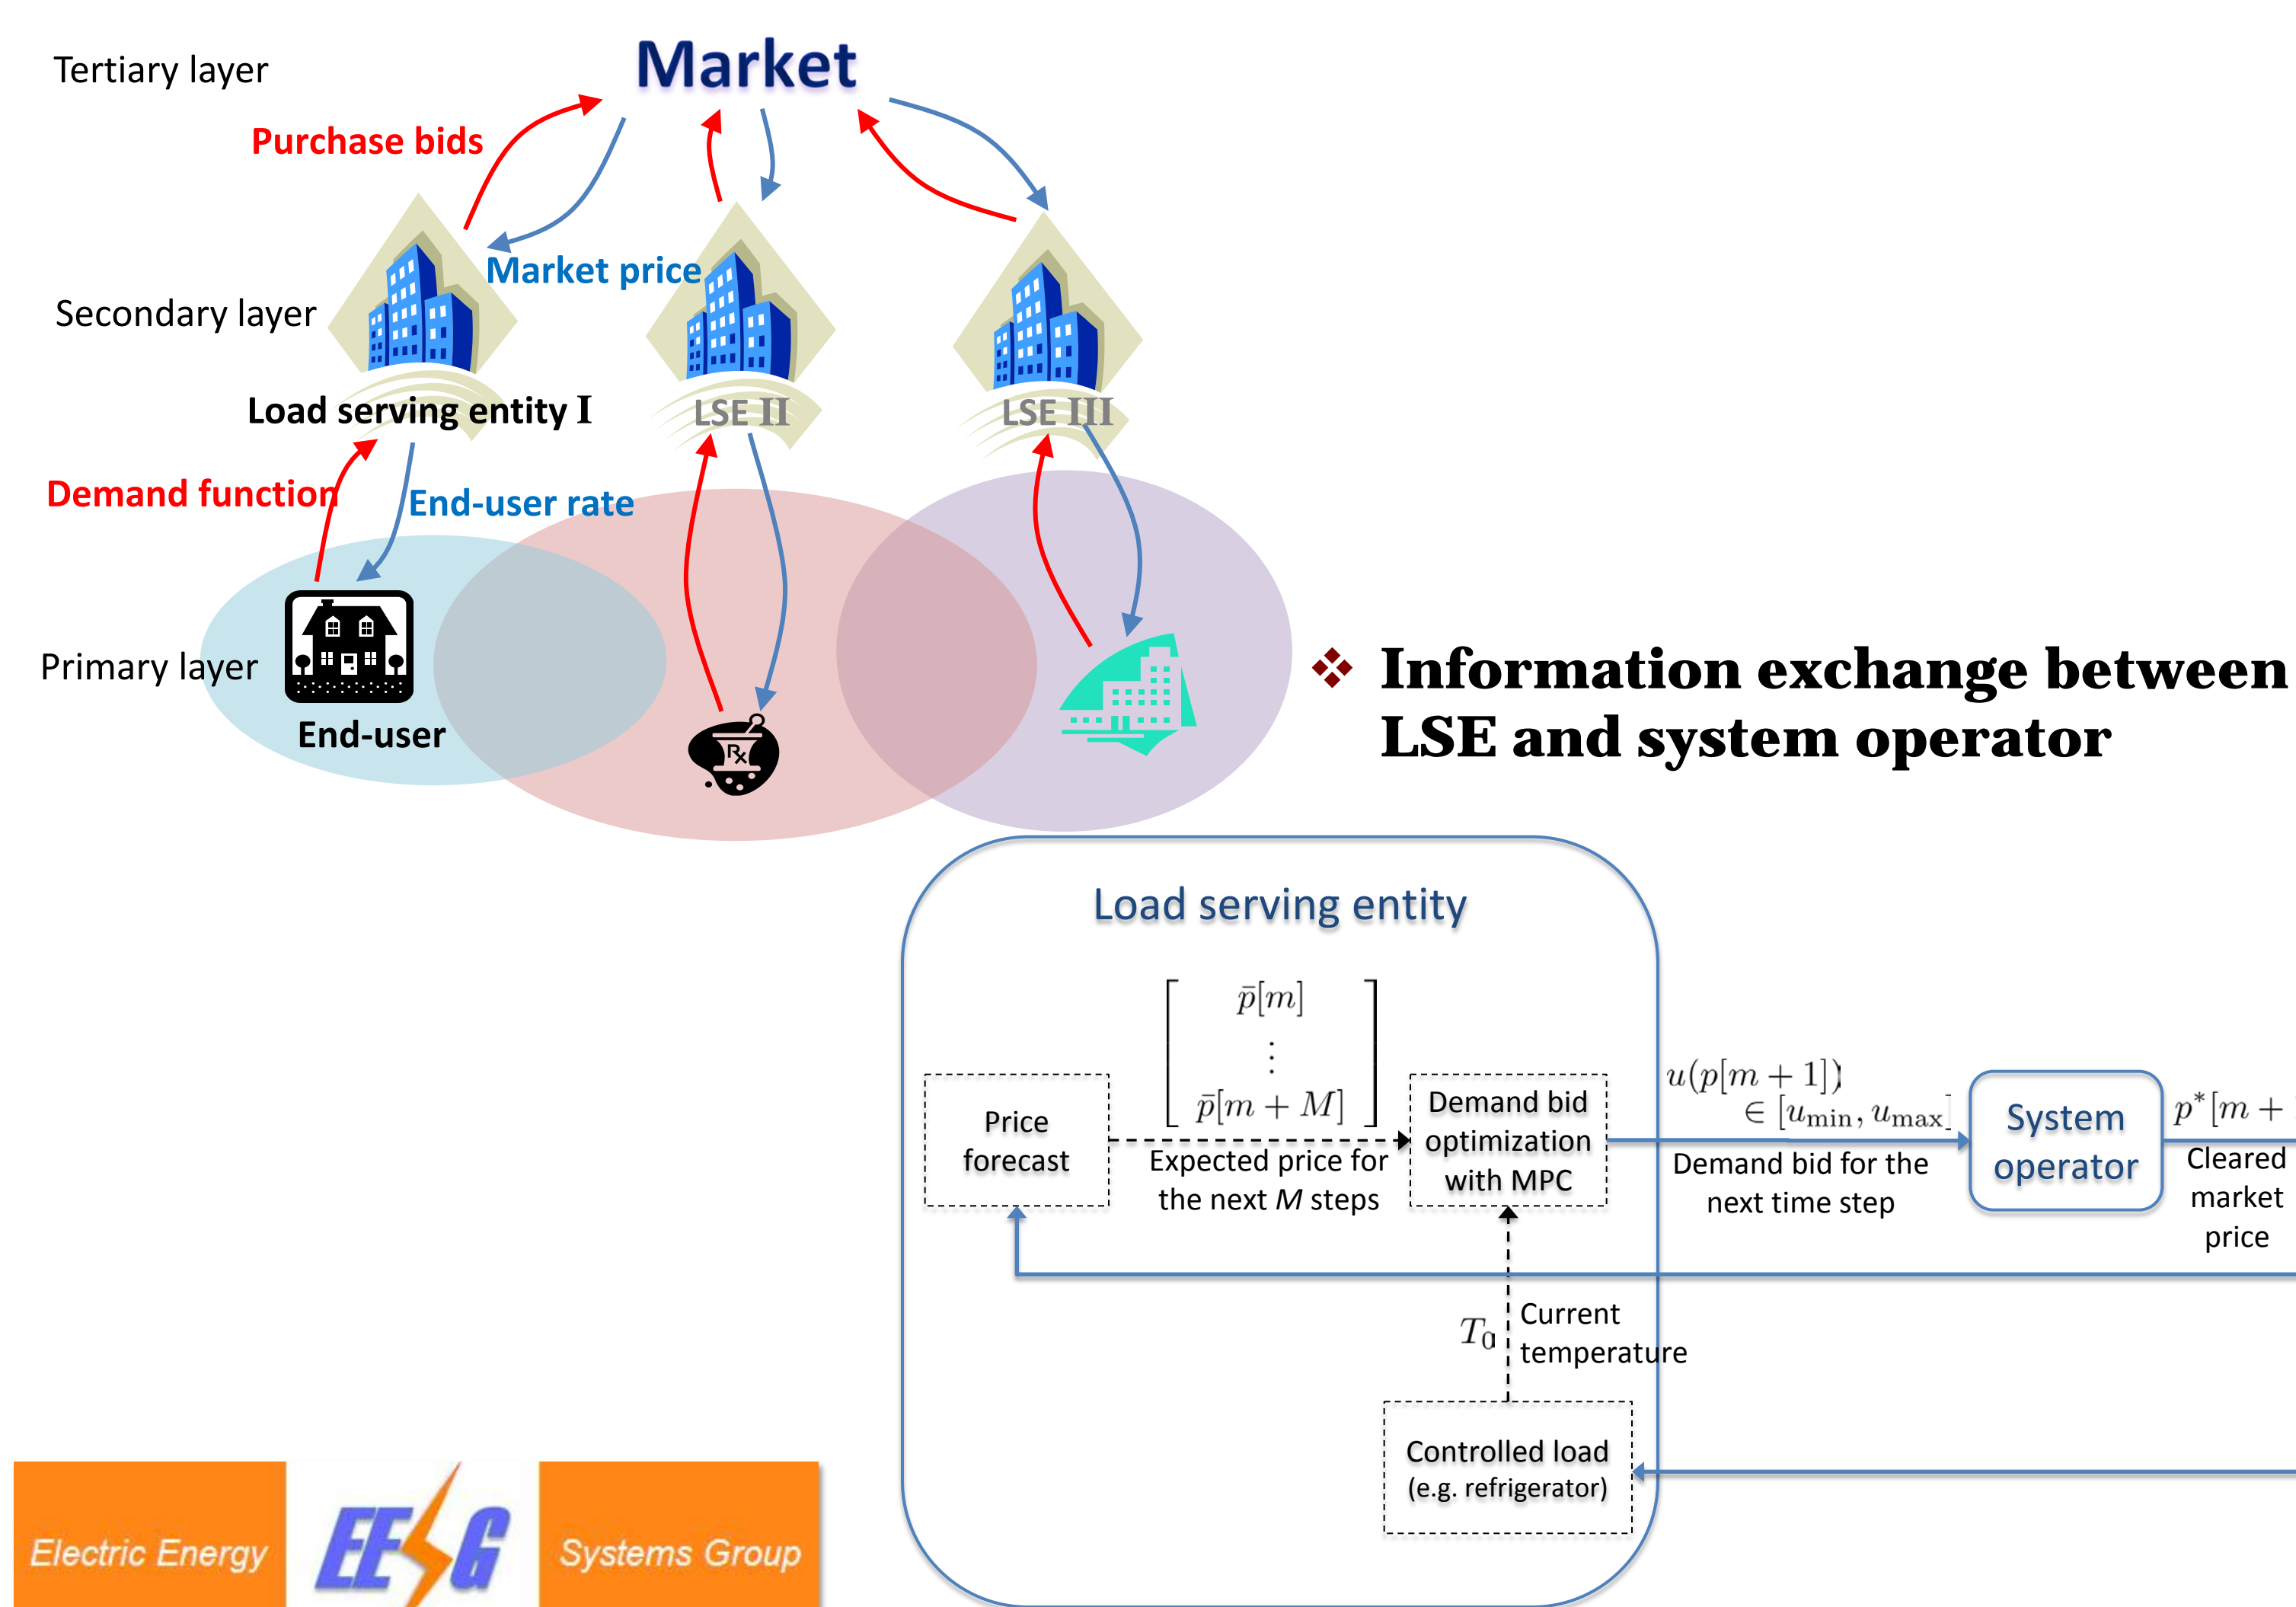 Tertiary layer
Market
Purchase bids
Market price
Secondary layer
Load serving entity I
LSE II
LSE III
Demand function
End-user rate
Primary layer
End-user
Rx
❖ Information exchange between
LSE and system operator
Load serving entity
p̄[m]
⋮
p̄[m + M]
Price
forecast
Expected price for
the next M steps
Demand bid
optimization
with MPC
u(p[m + 1])
∈ [u_min, u_max]
Demand bid for the
next time step
System
operator
p*[m +
Cleared
market
price
T₀
Current
temperature
Controlled load
(e.g. refrigerator)
Electric Energy
EESG
Systems Group